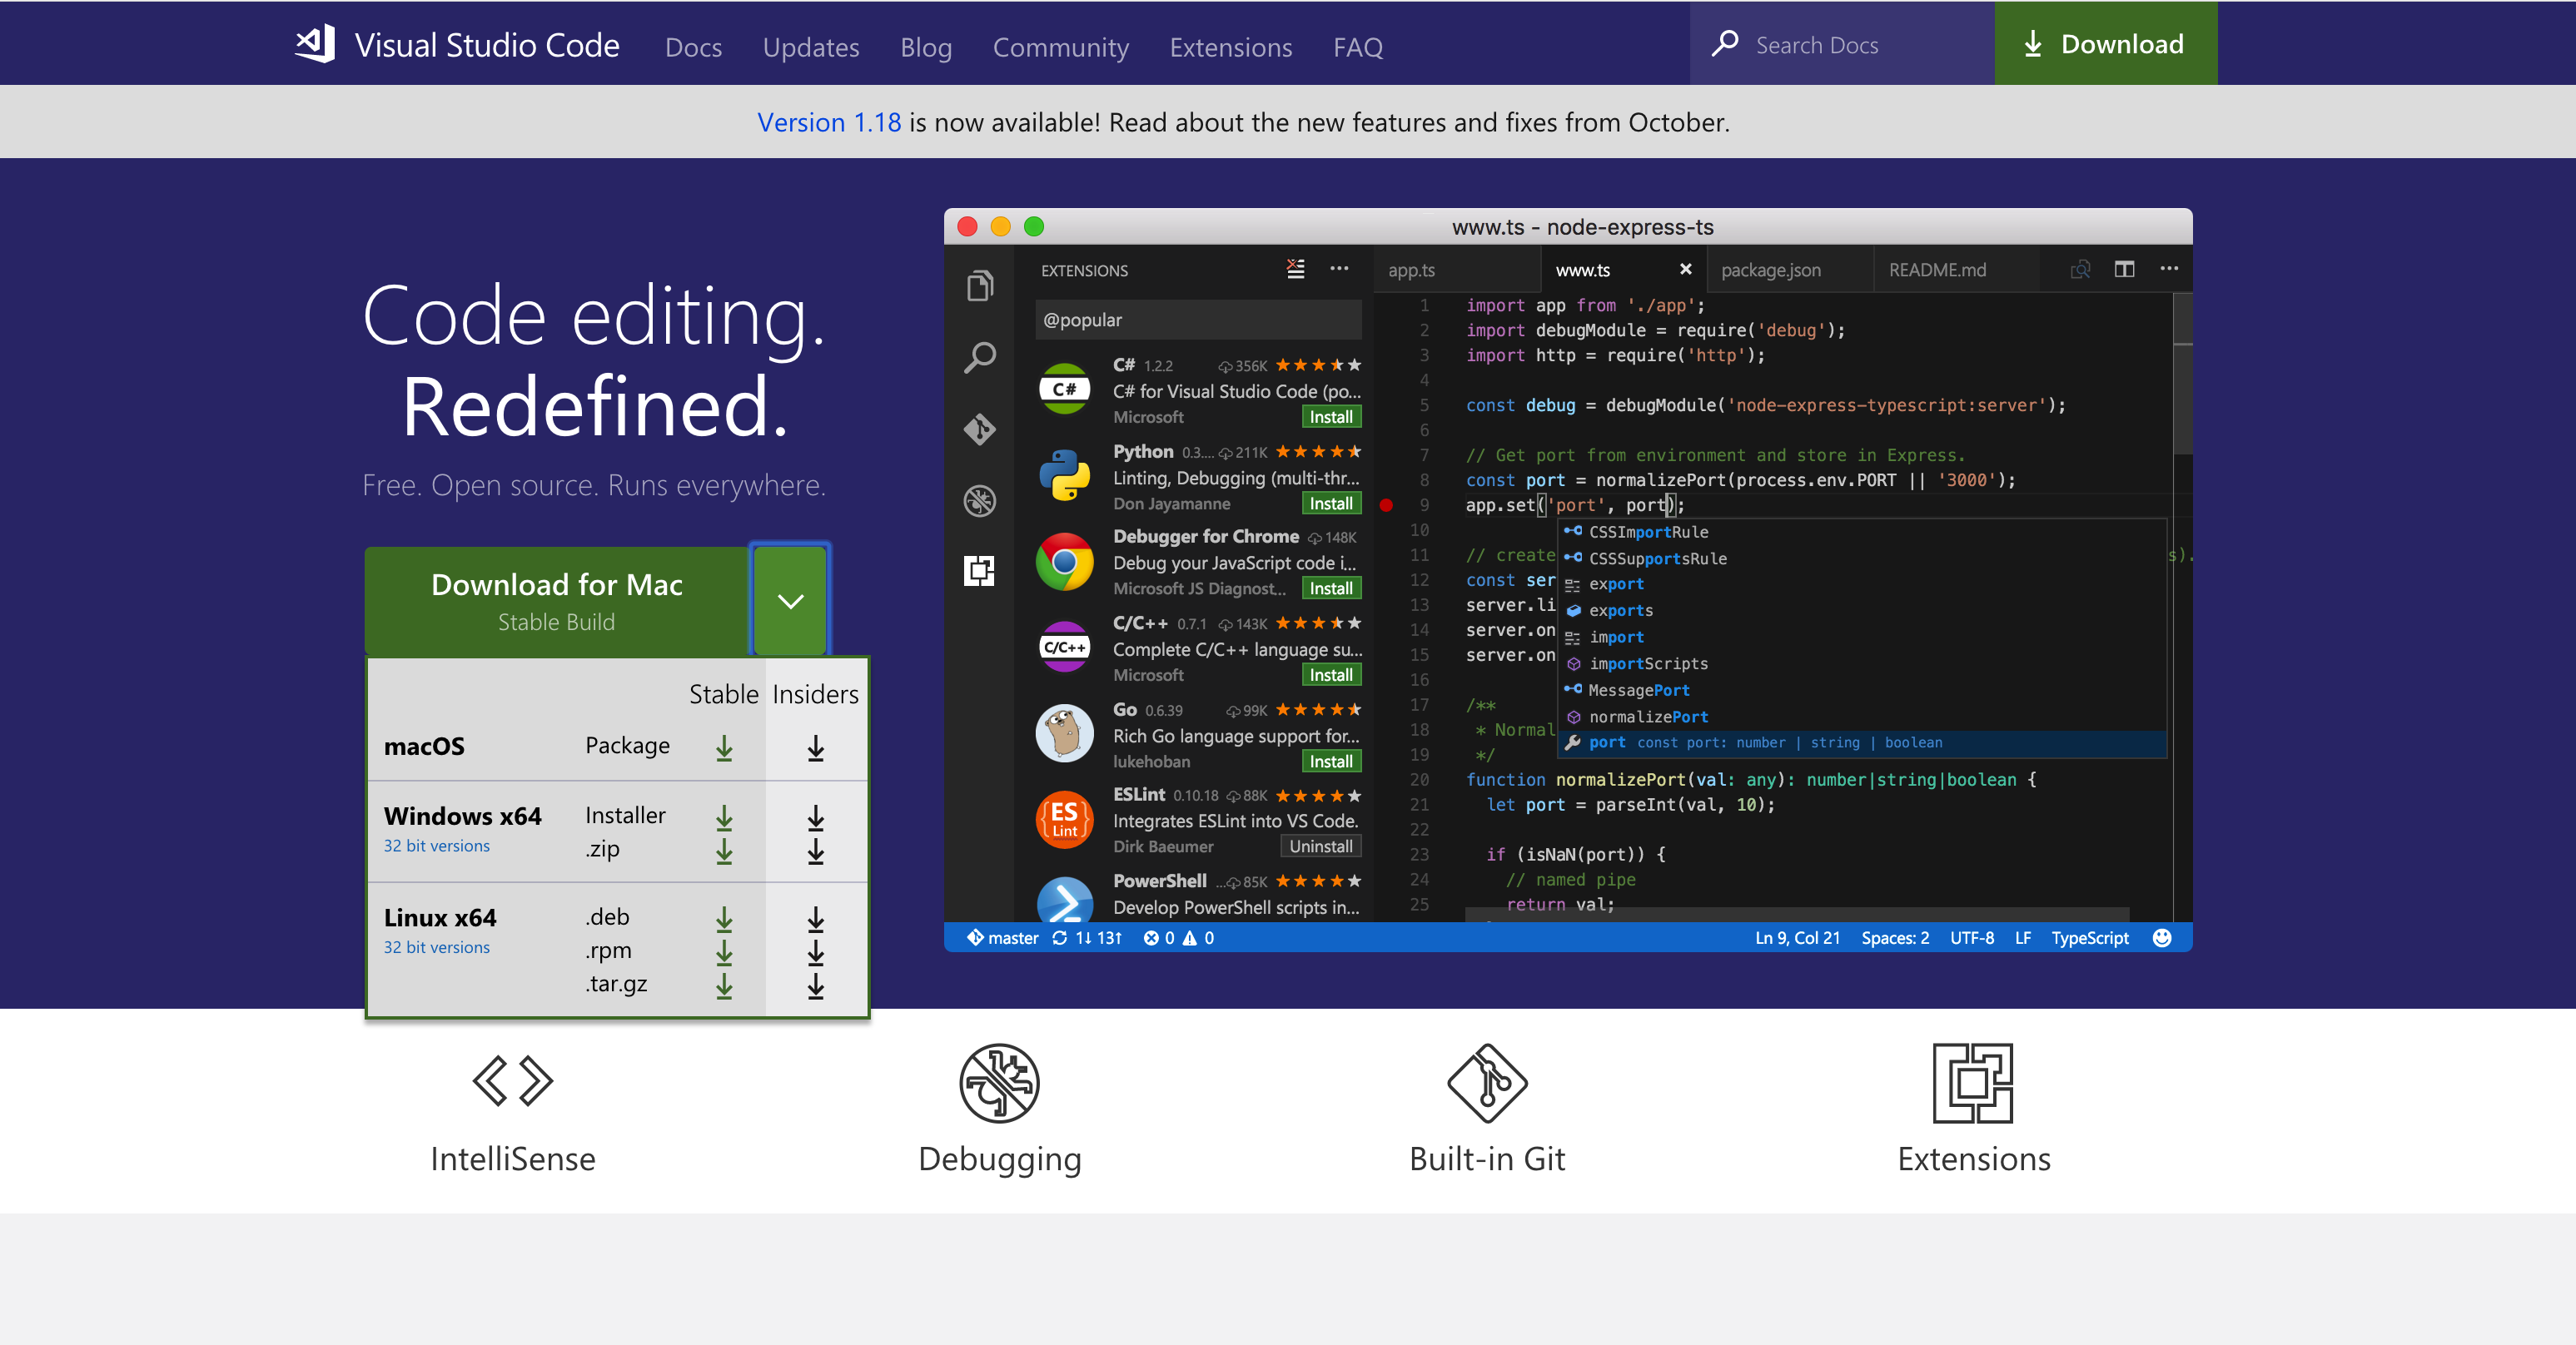 Visual Studio Code Docs Updates Blog Community Extensions FAQ Search Docs Download
Version 1.18 is now available! Read about the new features and fixes from October.
Code editing.
Redefined.
Free. Open source. Runs everywhere.
Download for Mac
Stable Build
Stable Insiders
macOS Package
Windows x64 Installer
32 bit versions .zip
Linux x64 .deb
32 bit versions .rpm
.tar.gz
www.ts - node-express-ts
EXTENSIONS
@popular
C# 1.2.2 356K
C# for Visual Studio Code (po...
Microsoft Install
Python 0.3.... 211K
Linting, Debugging (multi-thr...
Don Jayamanne Install
Debugger for Chrome 148K
Debug your JavaScript code i...
Microsoft JS Diagnost... Install
C/C++ 0.7.1 143K
Complete C/C++ language su...
Microsoft Install
Go 0.6.39 99K
Rich Go language support for...
lukehoban Install
ESLint 0.10.18 88K
Integrates ESLint into VS Code.
Dirk Baeumer Uninstall
PowerShell ... 85K
Develop PowerShell scripts in...
C#
C/C++
{ES}
Lint
app.ts www.ts package.json README.md
1 import app from './app';
2 import debugModule = require('debug');
3 import http = require('http');
4
5 const debug = debugModule('node-express-typescript:server');
6
7 // Get port from environment and store in Express.
8 const port = normalizePort(process.env.PORT || '3000');
9 app.set('port', port);
10
11 // create s).
12 const ser
13 server.li
14 server.on
15 server.on
16
17 /**
18 * Normal
19 */
20 function normalizePort(val: any): number|string|boolean {
21 let port = parseInt(val, 10);
22
23 if (isNaN(port)) {
24 // named pipe
25 return val;
CSSImportRule
CSSSupportsRule
export
exports
import
importScripts
MessagePort
normalizePort
port const port: number | string | boolean
master 1↓ 13↑ 0 0 Ln 9, Col 21 Spaces: 2 UTF-8 LF TypeScript
IntelliSense Debugging Built-in Git Extensions